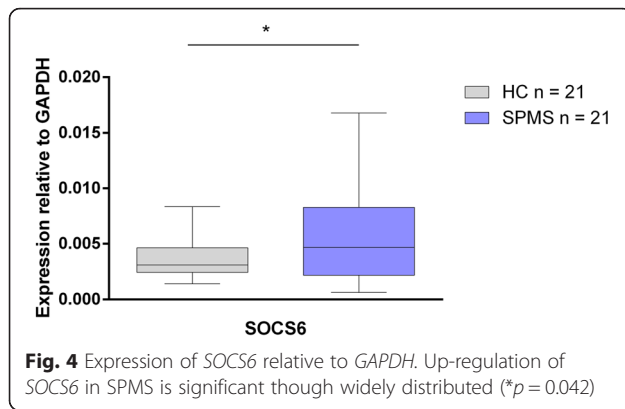 *
0.020
0.015
0.010
0.005
0.000
Expression relative to GAPDH
HC n = 21
SPMS n = 21
SOCS6
Fig. 4 Expression of SOCS6 relative to GAPDH. Up-regulation of
SOCS6 in SPMS is significant though widely distributed (*p = 0.042)